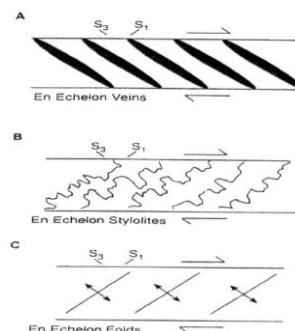 A
S3 S1
En Echelon Veins
B
S3 S1
En Echelon Stylolites
C
S3 S1
En Echelon Folds